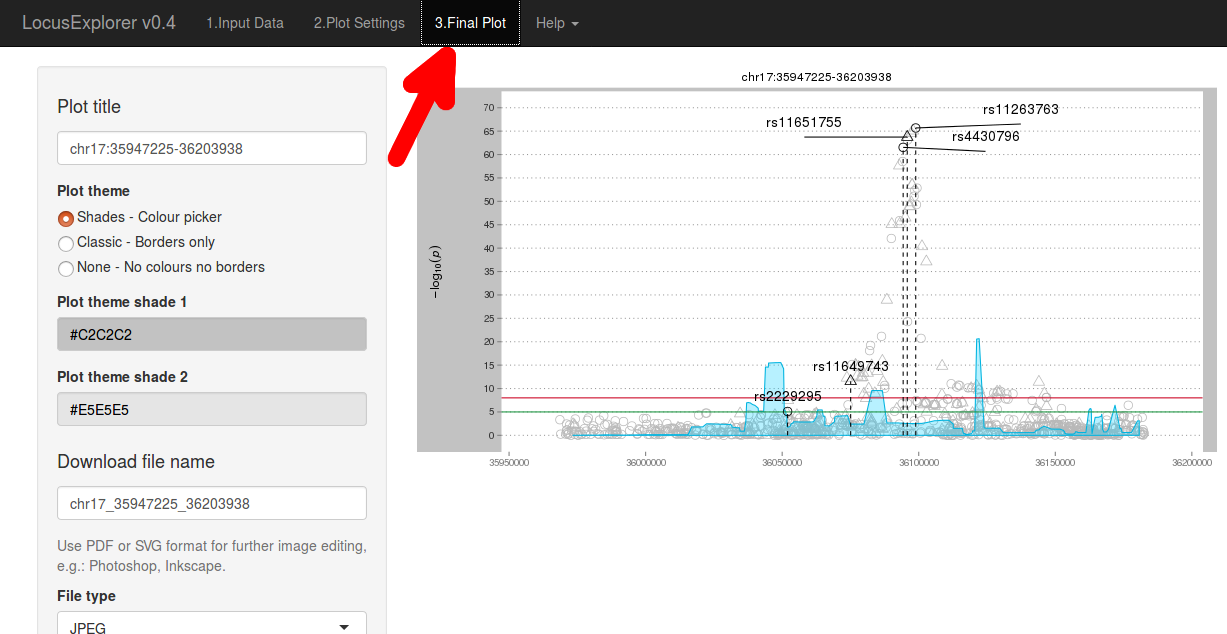 LocusExplorer v0.4 1.Input Data 2.Plot Settings 3.Final Plot Help
Plot title
chr17:35947225-36203938
Plot theme
Shades - Colour picker
Classic - Borders only
None - No colours no borders
Plot theme shade 1
#C2C2C2
Plot theme shade 2
#E5E5E5
Download file name
chr17_35947225_36203938
Use PDF or SVG format for further image editing,
e.g.: Photoshop, Inkscape.
File type
JPEG
chr17:35947225-36203938
−log10(p)
70
65
60
55
50
45
40
35
30
25
20
15
10
5
0
rs11263763
rs11651755
rs4430796
rs11649743
rs2229295
35950000 36000000 36050000 36100000 36150000 36200000